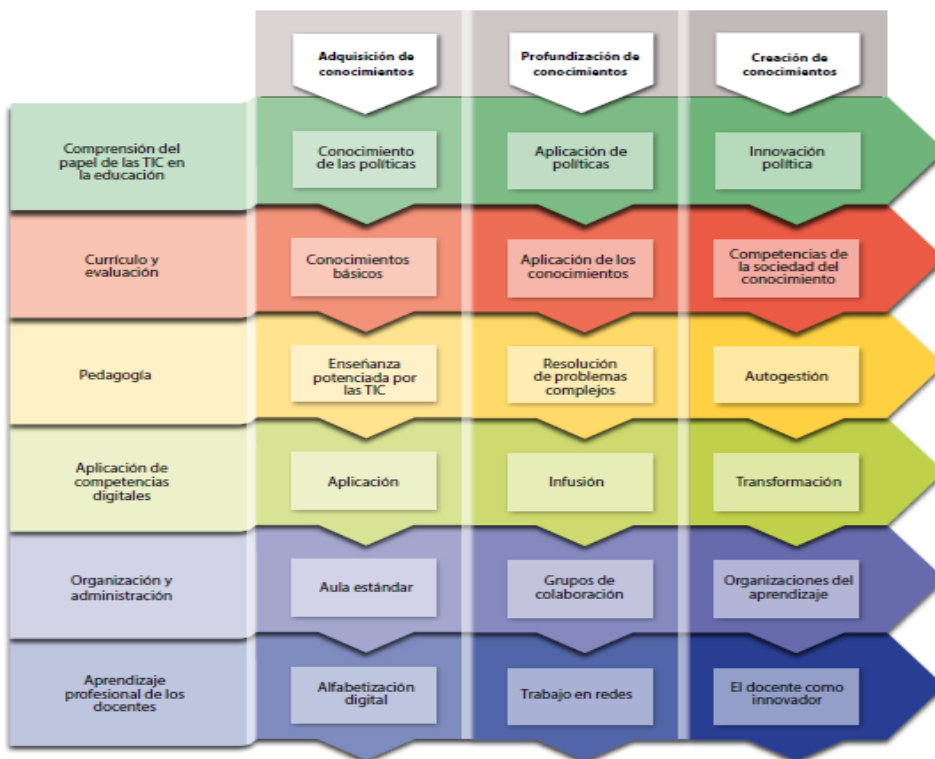 Adquisición de
conocimientos
Profundización de
conocimientos
Creación de
conocimientos
Comprensión del
papel de las TIC en
la educación
Conocimiento
de las políticas
Aplicación de
políticas
Innovación
política
Currículo y
evaluación
Conocimientos
básicos
Aplicación de los
conocimientos
Competencias de
la sociedad del
conocimiento
Pedagogía
Enseñanza
potenciada por
las TIC
Resolución
de problemas
complejos
Autogestión
Aplicación de
competencias
digitales
Aplicación
Infusión
Transformación
Organización y
administración
Aula estándar
Grupos de
colaboración
Organizaciones del
aprendizaje
Aprendizaje
profesional de los
docentes
Alfabetización
digital
Trabajo en redes
El docente como
innovador